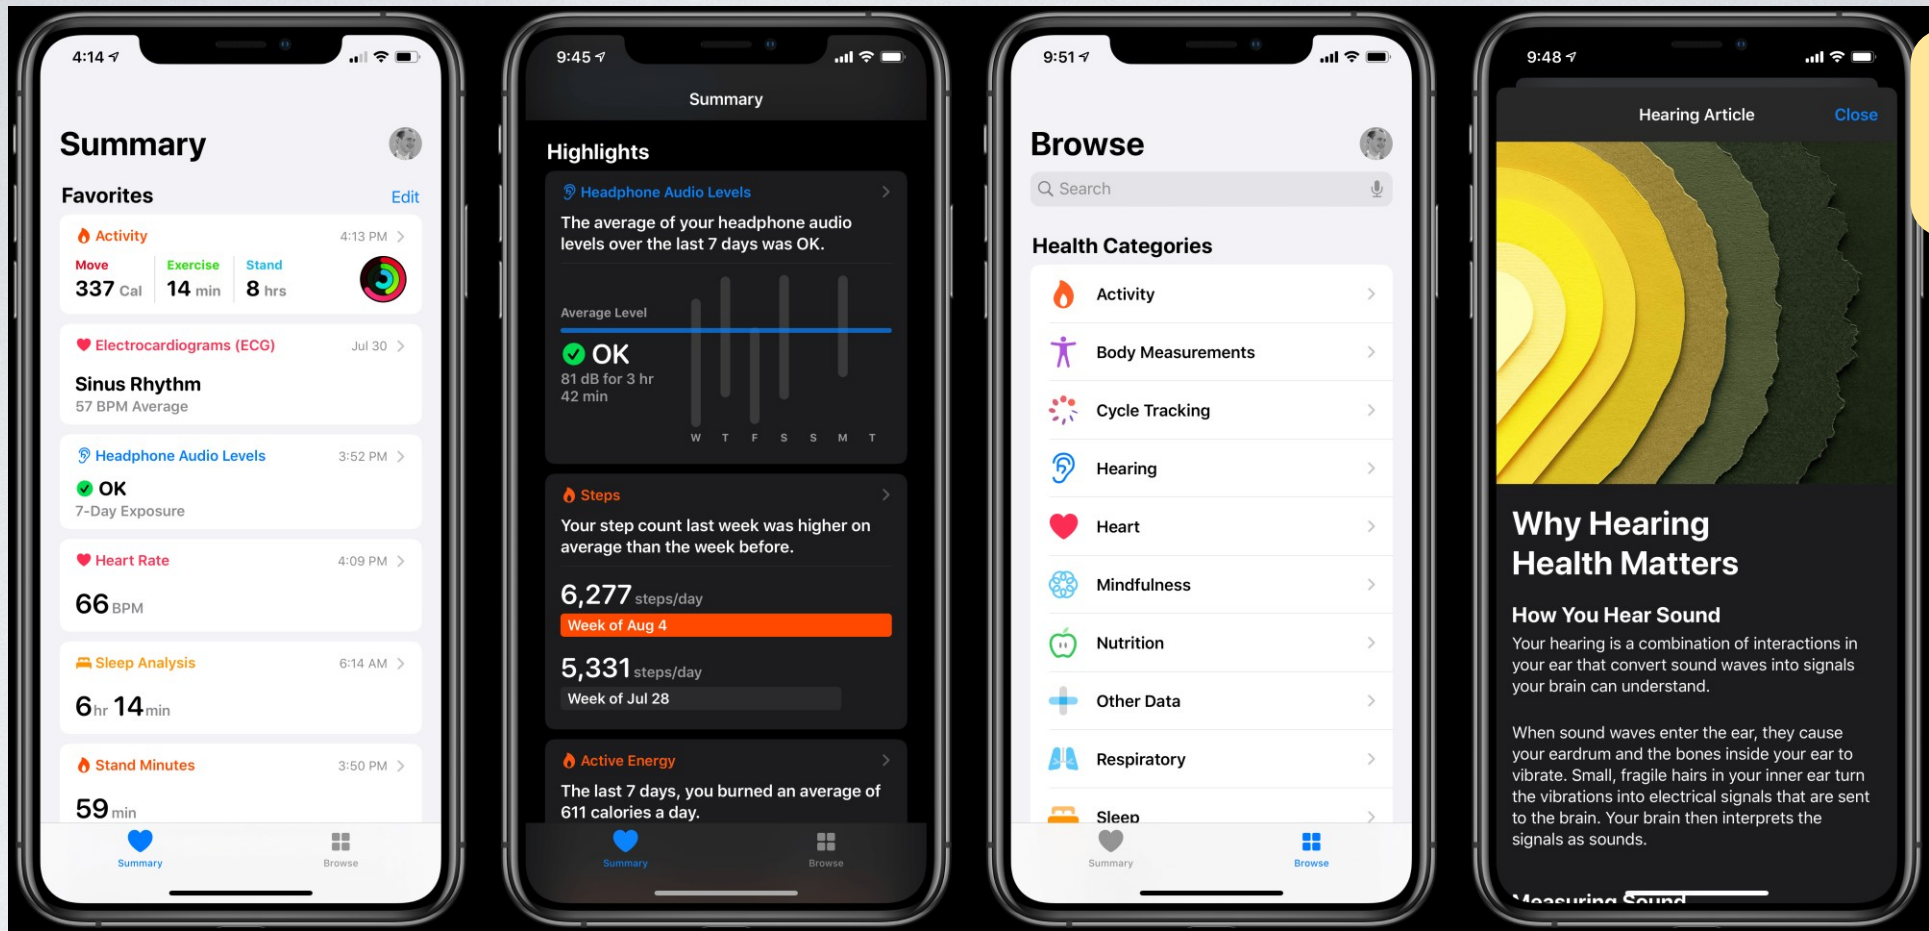 4:14
Summary
Favorites
Edit
Activity
4:13 PM
Move
Exercise
Stand
337 Cal
14 min
8 hrs
Electrocardiograms (ECG)
Jul 30
Sinus Rhythm
57 BPM Average
Headphone Audio Levels
3:52 PM
OK
7-Day Exposure
Heart Rate
4:09 PM
66 BPM
Sleep Analysis
6:14 AM
6 hr 14 min
Stand Minutes
3:50 PM
59 min
Summary
Browse
9:45
Summary
Highlights
Headphone Audio Levels
The average of your headphone audio
levels over the last 7 days was OK.
Average Level
OK
81 dB for 3 hr
42 min
W T F S S M T
Steps
Your step count last week was higher on
average than the week before.
6,277 steps/day
Week of Aug 4
5,331 steps/day
Week of Jul 28
Active Energy
The last 7 days, you burned an average of
611 calories a day.
Summary
Browse
9:51
Browse
Search
Health Categories
Activity
Body Measurements
Cycle Tracking
Hearing
Heart
Mindfulness
Nutrition
Other Data
Respiratory
Sleep
Summary
Browse
9:48
Hearing Article
Close
Why Hearing
Health Matters
How You Hear Sound
Your hearing is a combination of interactions in
your ear that convert sound waves into signals
your brain can understand.
When sound waves enter the ear, they cause
your eardrum and the bones inside your ear to
vibrate. Small, fragile hairs in your inner ear turn
the vibrations into electrical signals that are sent
to the brain. Your brain then interprets the
signals as sounds.
Measuring Sound